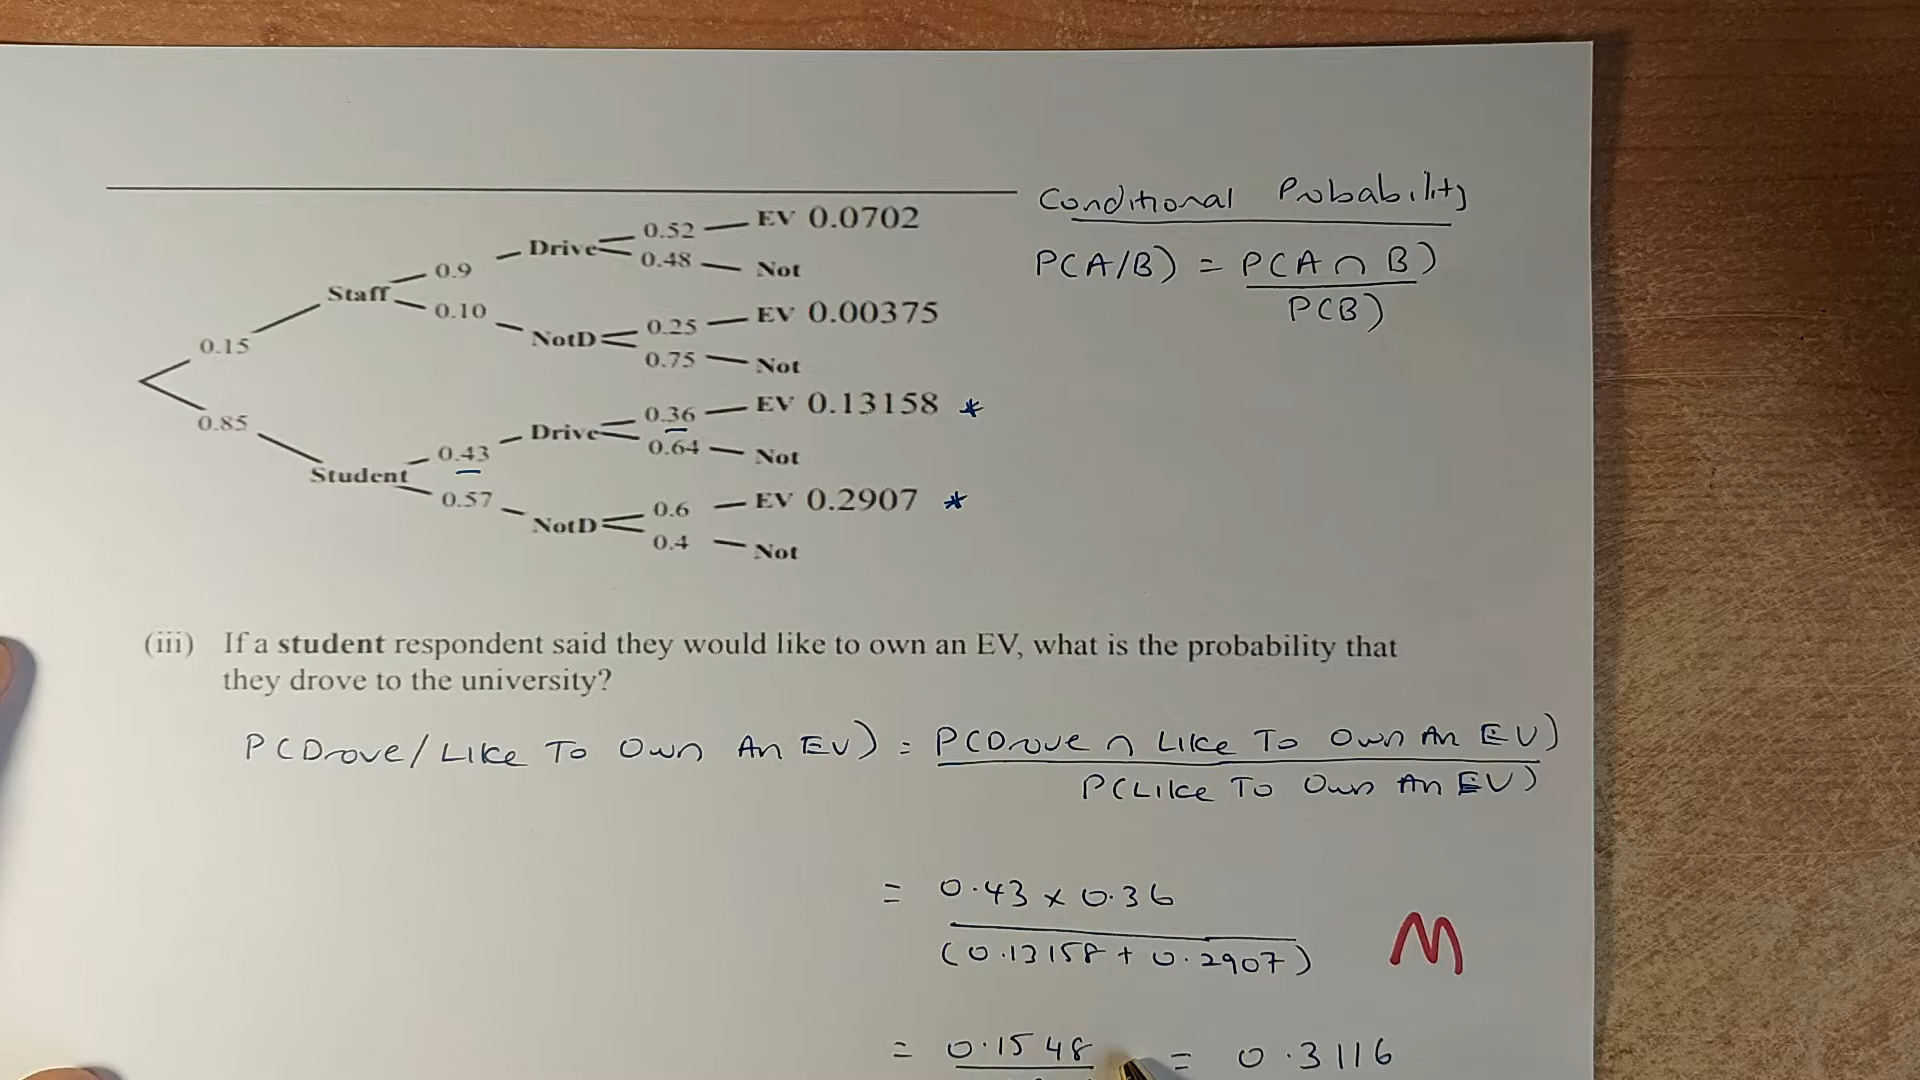 Conditional Probability
P(A/B) = P(A ∩ B)
P(B)
0.52 EV 0.0702
Drive
0.48 Not
0.9
Staff
0.10
0.25 EV 0.00375
NotD
0.75 Not
0.15
0.85
0.36 EV 0.13158 *
Drive
0.64 Not
0.43
Student
0.57
0.6 EV 0.2907 *
NotD
0.4 Not
(iii) If a student respondent said they would like to own an EV, what is the probability that
they drove to the university?
P(Drove/Like To Own An EV) = P(Drove ∩ Like To Own An EV)
P(Like To Own An EV)
= 0.43 x 0.36
(0.13158 + 0.2907)
M
= 0.1548 = 0.3116